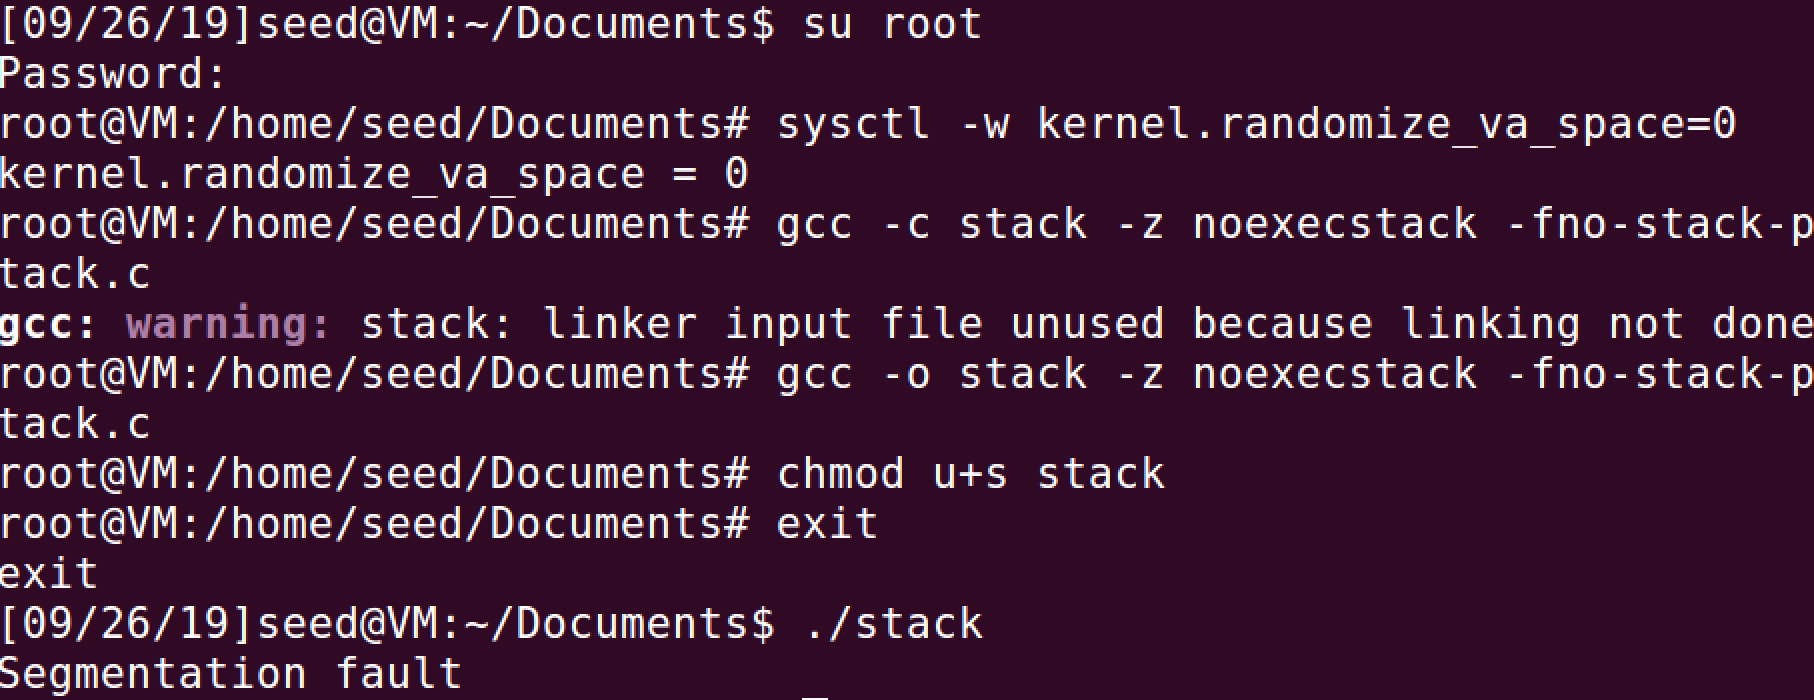 [09/26/19]seed@VM:~/Documents$ su root
Password:
root@VM:/home/seed/Documents# sysctl -w kernel.randomize_va_space=0
kernel.randomize_va_space = 0
root@VM:/home/seed/Documents# gcc -c stack -z noexecstack -fno-stack-p
tack.c
gcc: warning: stack: linker input file unused because linking not done
root@VM:/home/seed/Documents# gcc -o stack -z noexecstack -fno-stack-p
tack.c
root@VM:/home/seed/Documents# chmod u+s stack
root@VM:/home/seed/Documents# exit
exit
[09/26/19]seed@VM:~/Documents$ ./stack
Segmentation fault